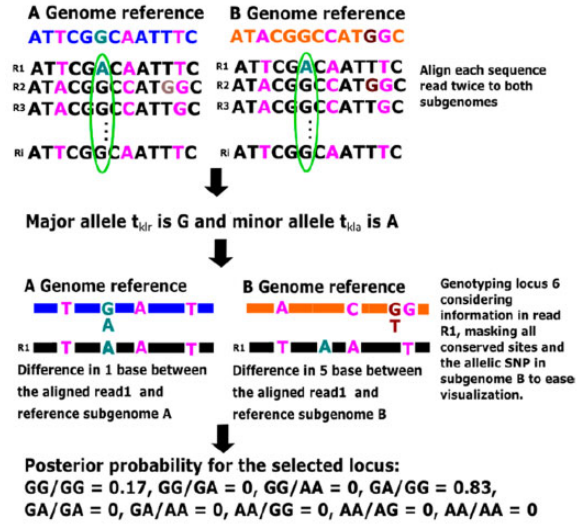 A Genome reference B Genome reference
ATTCGGCAATTTC ATACGGCCATGGC
R1 ATTCGACAATTTC R1 ATTCGACAATTTC
R2 ATACGGCCATGGC R2 ATACGGCCATGGC
R3 ATACGGCCATTGC R3 ATACGGCCATTGC
Ri ATTCGGCAATTTC Ri ATTCGGCAATTTC
Align each sequence
read twice to both
subgenomes
Major allele tklr is G and minor allele tkla is A
A Genome reference B Genome reference
T G A T A C G G
A T
R1 T A A T R1 T A A T
Difference in 1 base between
the aligned read1 and
reference subgenome A
Difference in 5 base between
the aligned read1 and
reference subgenome B
Genotyping locus 6
considering
information in read
R1, masking all
conserved sites and
the allelic SNP in
subgenome B to ease
visualization.
Posterior probability for the selected locus:
GG/GG = 0.17, GG/GA = 0, GG/AA = 0, GA/GG = 0.83,
GA/GA = 0, GA/AA = 0, AA/GG = 0, AA/AG = 0, AA/AA = 0